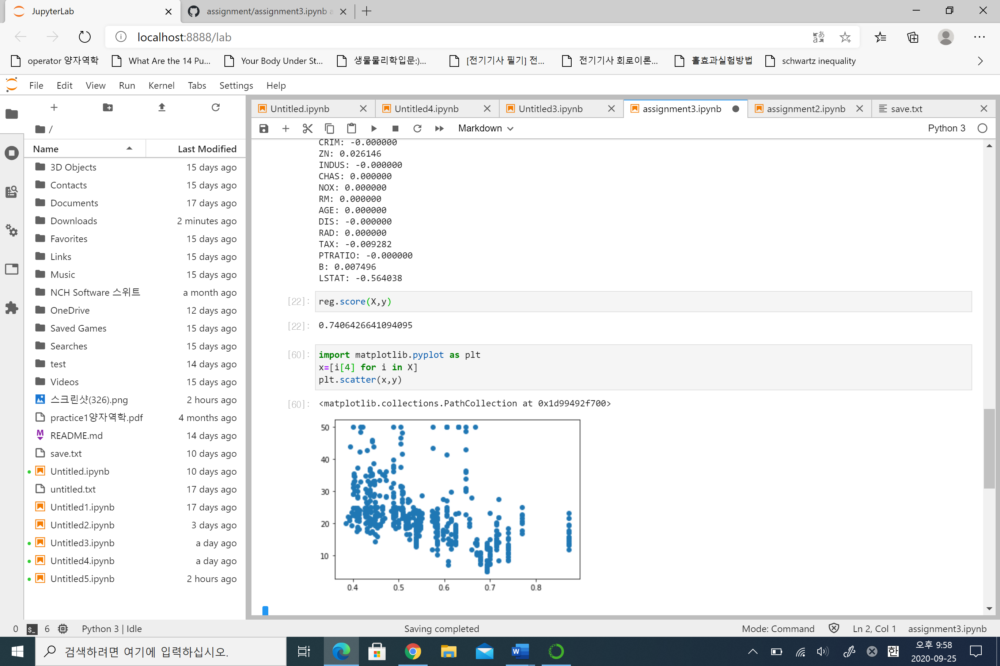 JupyterLab
assignment/assignment3.ipynb a
localhost:8888/lab
operator 양자역학
What Are the 14 Pu...
Your Body Under St...
생물물리학입문:)...
[전기기사 필기] 전...
전기기사 회로이론...
홀효과실험방법
schwartz inequality
File Edit View Run Kernel Tabs Settings Help
/
Name Last Modified
3D Objects 15 days ago
Contacts 15 days ago
Documents 17 days ago
Downloads 2 minutes ago
Favorites 15 days ago
Links 15 days ago
Music 15 days ago
NCH Software 스위트 a month ago
OneDrive 12 days ago
Saved Games 15 days ago
Searches 15 days ago
test 14 days ago
Videos 15 days ago
스크린샷(326).png 2 hours ago
practice1양자역학.pdf 4 months ago
README.md 14 days ago
save.txt 10 days ago
Untitled.ipynb 10 days ago
untitled.txt 17 days ago
Untitled1.ipynb 17 days ago
Untitled2.ipynb 3 days ago
Untitled3.ipynb a day ago
Untitled4.ipynb a day ago
Untitled5.ipynb 2 hours ago
Untitled.ipynb Untitled4.ipynb Untitled3.ipynb assignment3.ipynb assignment2.ipynb save.txt
Markdown Python 3
CRIM: -0.000000
ZN: 0.026146
INDUS: -0.000000
CHAS: 0.000000
NOX: 0.000000
RM: 0.000000
AGE: 0.000000
DIS: -0.000000
RAD: 0.000000
TAX: -0.009282
PTRATIO: -0.000000
B: 0.007496
LSTAT: -0.564038
[22]: reg.score(X,y)
[22]: 0.7406426641094095
[60]: import matplotlib.pyplot as plt
x=[i[4] for i in X]
plt.scatter(x,y)
[60]: <matplotlib.collections.PathCollection at 0x1d99492f700>
50
40
30
20
10
0.4 0.5 0.6 0.7 0.8
0 $_ 6 Python 3 | Idle Saving completed Mode: Command Ln 2, Col 1 assignment3.ipynb
검색하려면 여기에 입력하십시오.
한
오후 9:58
2020-09-25